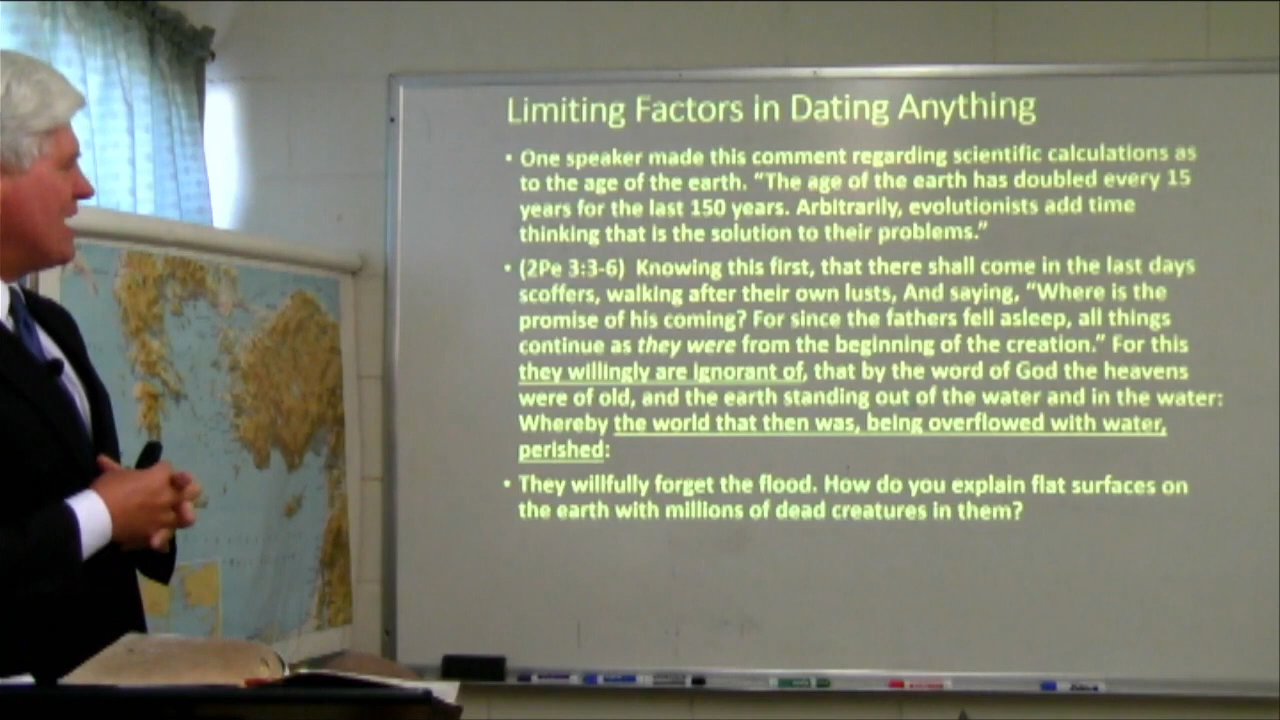 Limiting Factors in Dating Anything
• One speaker made this comment regarding scientific calculations as
to the age of the earth. “The age of the earth has doubled every 15
years for the last 150 years. Arbitrarily, evolutionists add time
thinking that is the solution to their problems.”
• (2Pe 3:3-6)  Knowing this first, that there shall come in the last days
scoffers, walking after their own lusts, And saying, “Where is the
promise of his coming? For since the fathers fell asleep, all things
continue as they were from the beginning of the creation.” For this
they willingly are ignorant of, that by the word of God the heavens
were of old, and the earth standing out of the water and in the water:
Whereby the world that then was, being overflowed with water,
perished:
• They willfully forget the flood. How do you explain flat surfaces on
the earth with millions of dead creatures in them?